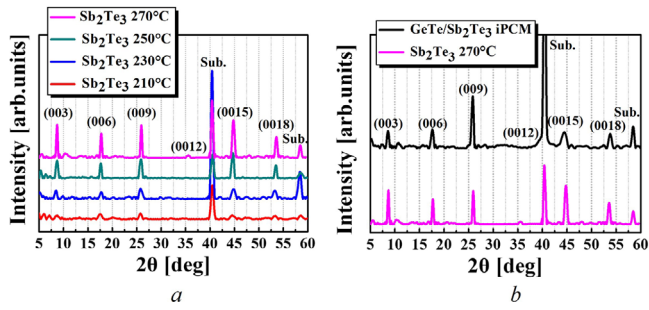 Sb2Te3 270°C
Sb2Te3 250°C
Sb2Te3 230°C
Sb2Te3 210°C
Sub.
(003)
(006)
(009)
(0012)
(0015)
(0018)
Sub.
Intensity [arb.units]
5 10 15 20 25 30 35 40 45 50 55 60
2θ [deg]
a
GeTe/Sb2Te3 iPCM
Sb2Te3 270°C
Sub.
(003)
(006)
(009)
(0012)
(0015)
(0018)
Sub.
Intensity [arb.units]
5 10 15 20 25 30 35 40 45 50 55 60
2θ [deg]
b